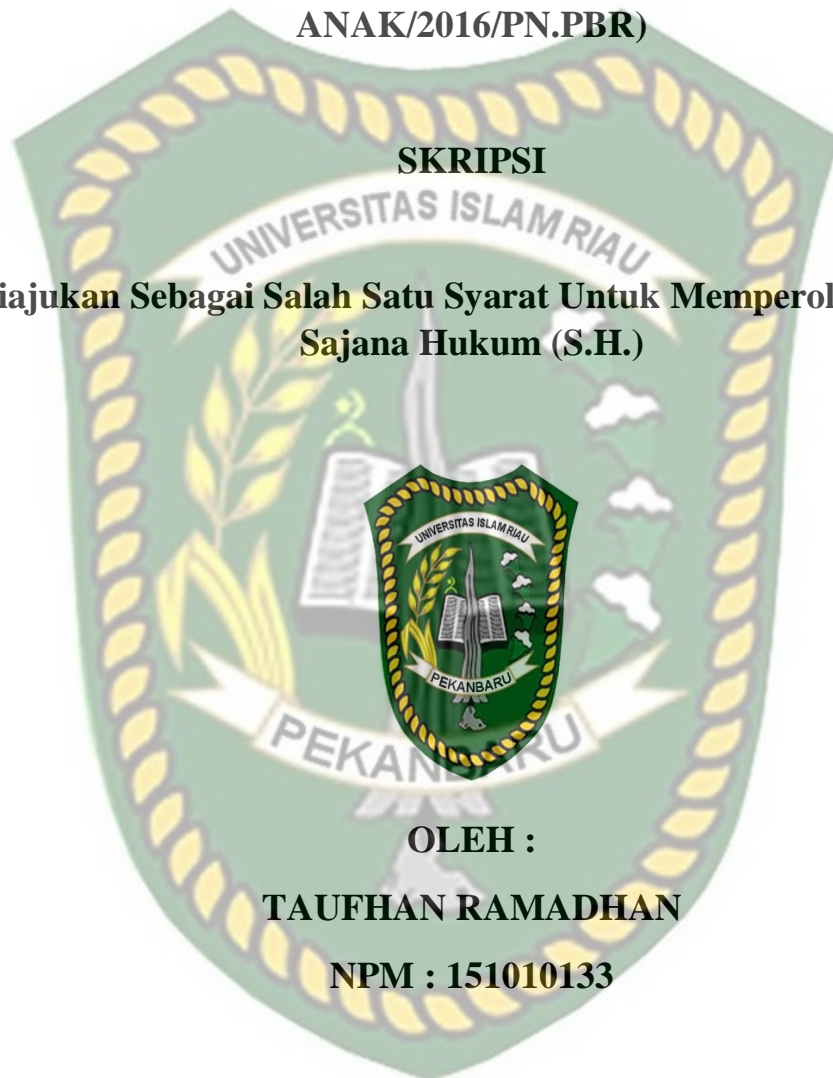 ANAK/2016/PN.PBR)
SKRIPSI
UNIVERSITAS ISLAM RIAU
iajukan Sebagai Salah Satu Syarat Untuk Memperol
Sajana Hukum (S.H.)
UNIVERSITAS ISLAM RIAU
PEKANBARU
PEKANBARU
OLEH :
TAUFHAN RAMADHAN
NPM : 151010133